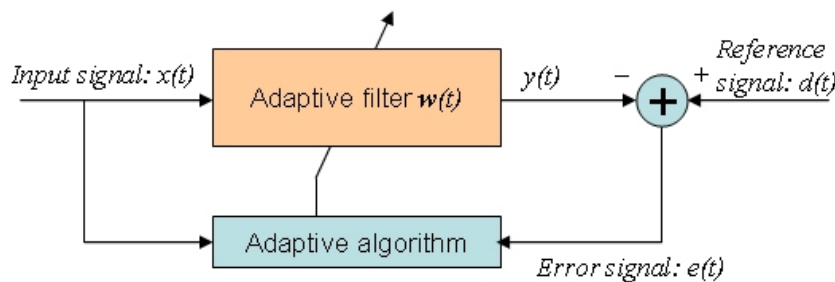 Input signal: x(t)
Adaptive filter w(t)
y(t)
−
+
+
Reference
signal: d(t)
Adaptive algorithm
Error signal: e(t)